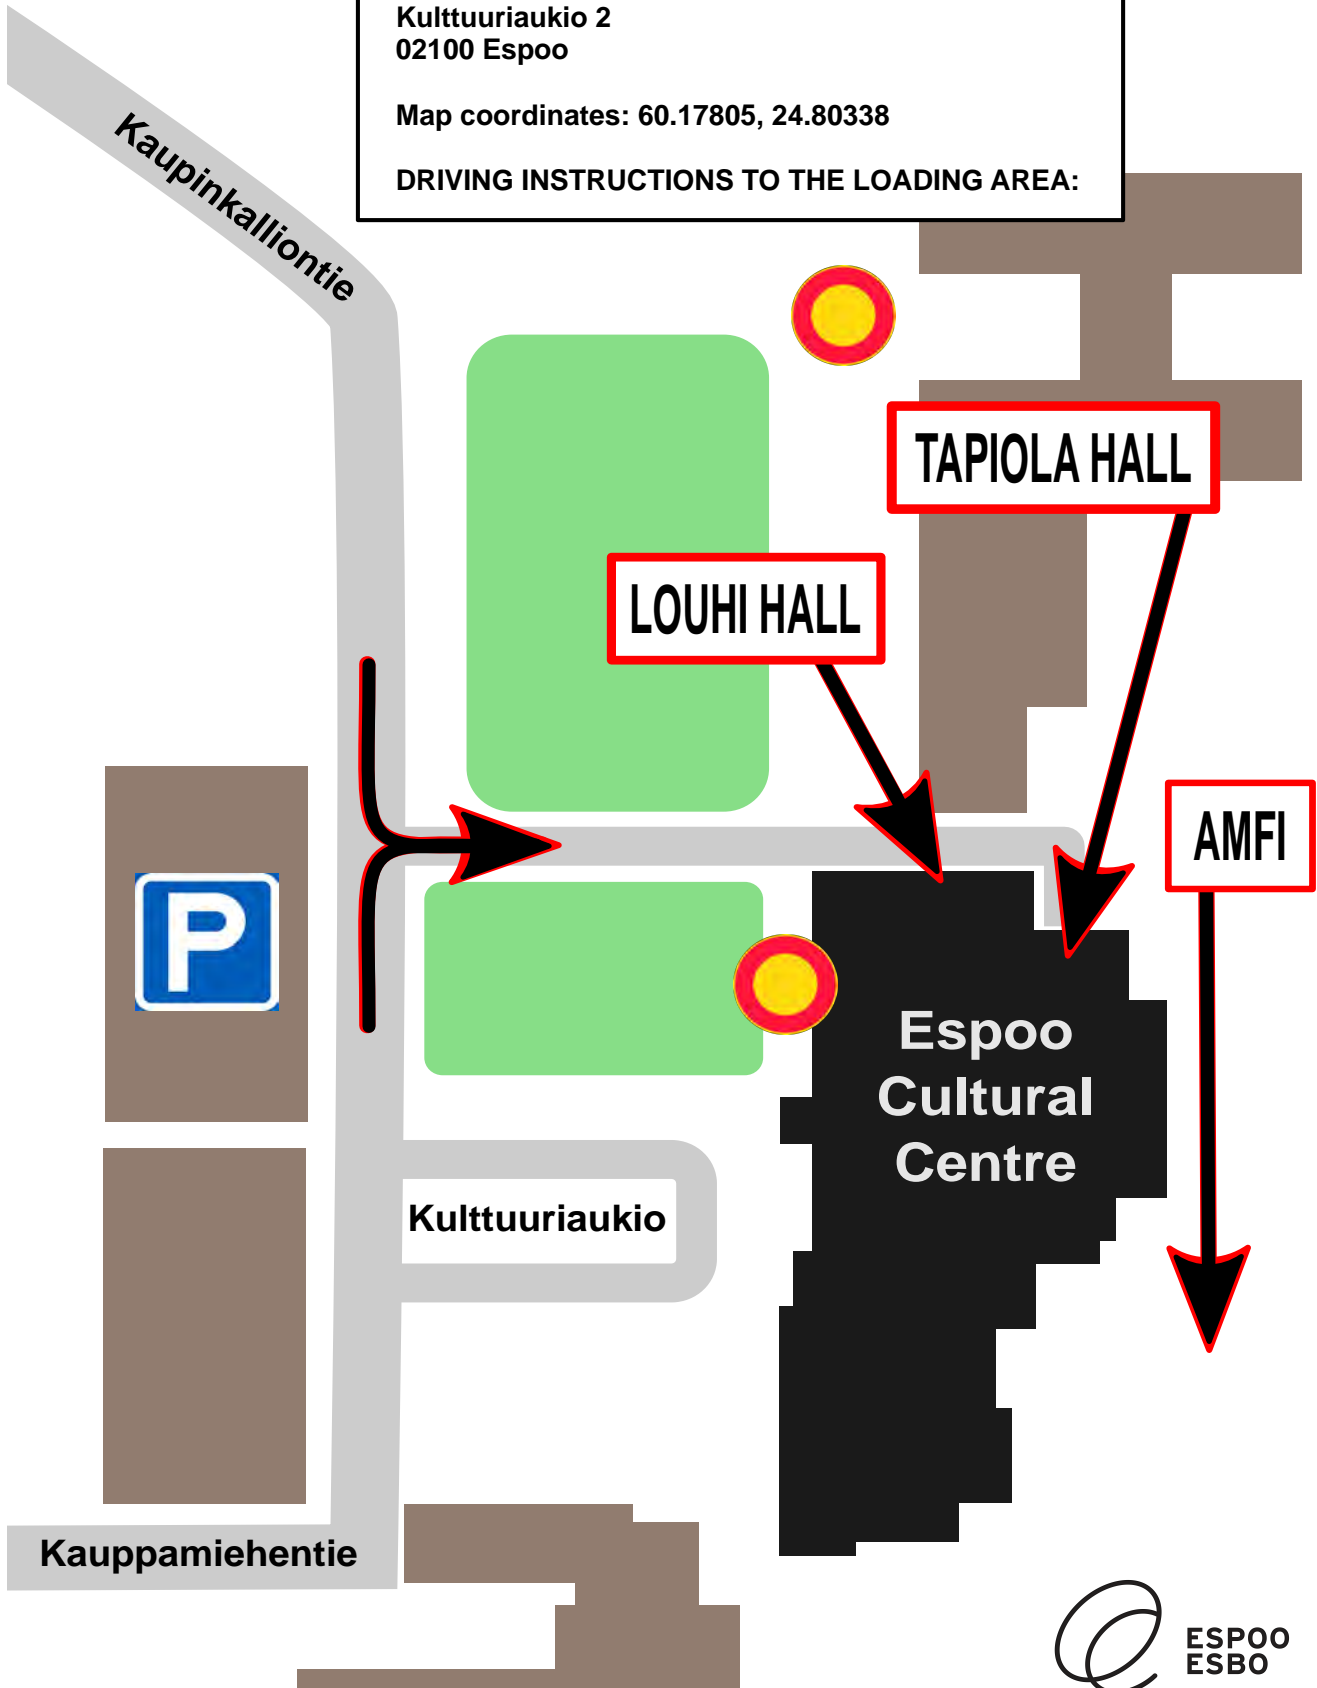 Kulttuuriaukio 2
02100 Espoo
Map coordinates: 60.17805, 24.80338
DRIVING INSTRUCTIONS TO THE LOADING AREA:
Kaupinkalliontie
TAPIOLA HALL
LOUHI HALL
AMFI
P
Espoo
Cultural
Centre
Kulttuuriaukio
Kauppamiehentie
ESPOO
ESBO